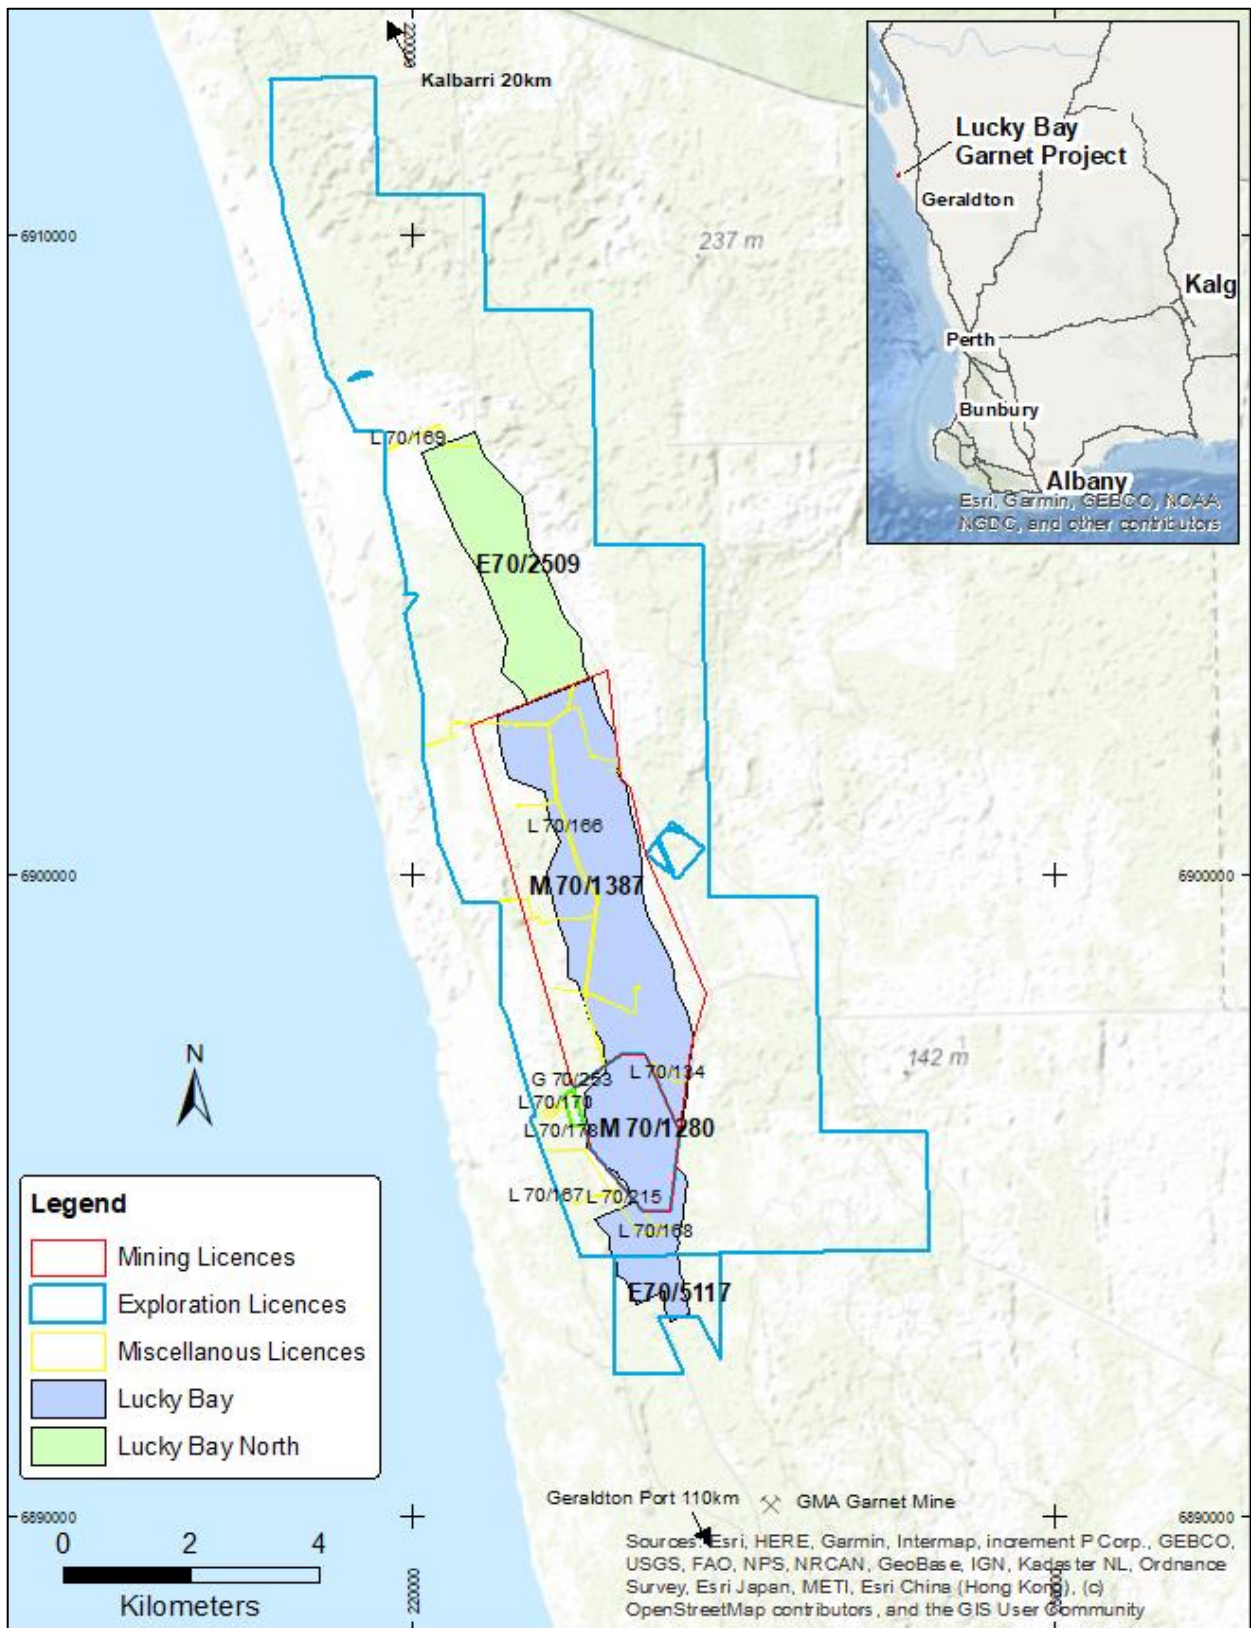 220000
Kalbarri 20km
Lucky Bay
Garnet Project
Geraldton
Kalg
Perth
Bunbury
Albany
Esri, Garmin, GEBCO, NOAA
NGDC, and other contributors
6910000
237 m
6910000
L 70/169
E70/2509
L 70/166
6900000
M 70/1387
6900000
142 m
N
G 70/253
L 70/134
L 70/170
L 70/178
M 70/1280
L 70/167
L 70/215
L 70/168
E70/5117
Legend
Mining Licences
Exploration Licences
Miscellanous Licences
Lucky Bay
Lucky Bay North
Geraldton Port 110km
GMA Garnet Mine
6890000
6890000
0 2 4
Kilometers
220000
Sources: Esri, HERE, Garmin, Intermap, increment P Corp., GEBCO,
USGS, FAO, NPS, NRCAN, GeoBase, IGN, Kadaster NL, Ordnance
Survey, Esri Japan, METI, Esri China (Hong Kong), (c)
OpenStreetMap contributors, and the GIS User Community